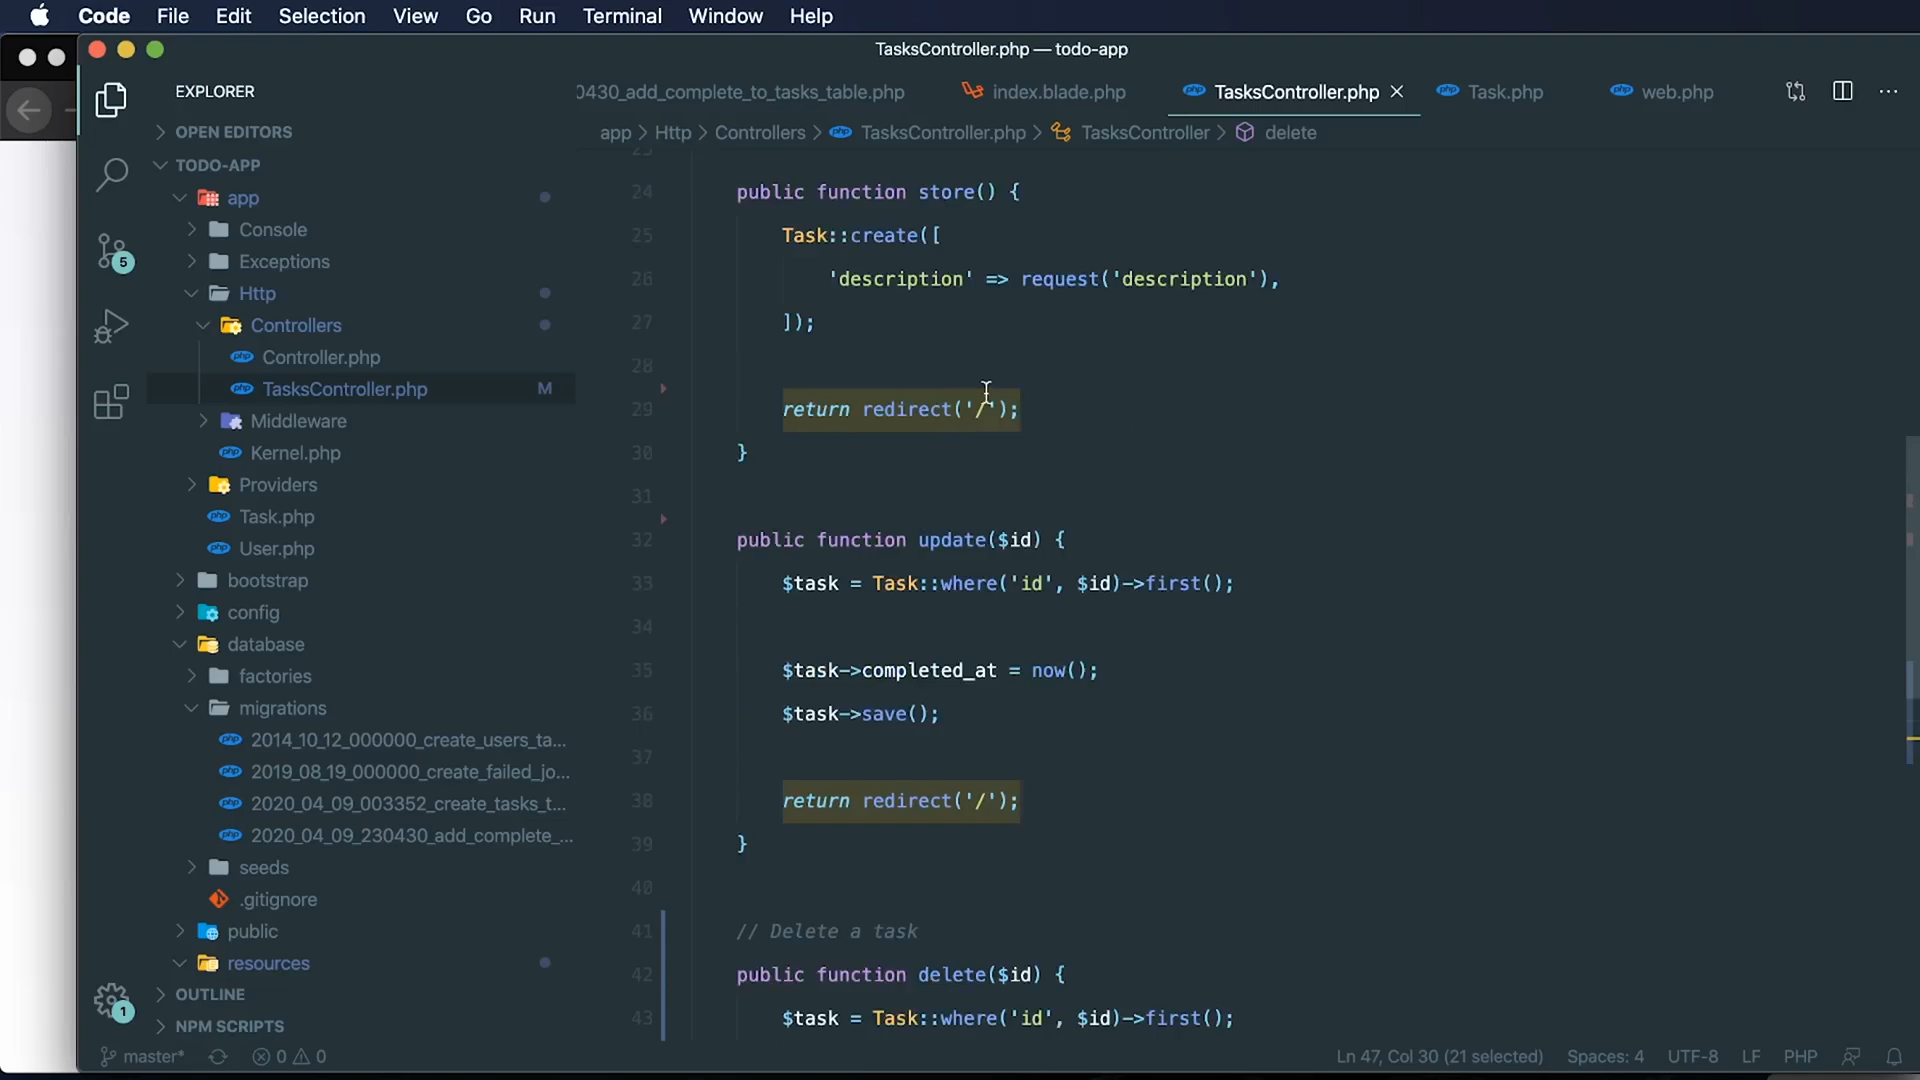 Code File Edit Selection View Go Run Terminal Window Help
TasksController.php — todo-app
EXPLORER
OPEN EDITORS
TODO-APP
app
Console
Exceptions
Http
Controllers
Controller.php
TasksController.php M
Middleware
Kernel.php
Providers
Task.php
User.php
bootstrap
config
database
factories
migrations
2014_10_12_000000_create_users_ta...
2019_08_19_000000_create_failed_jo...
2020_04_09_003352_create_tasks_t...
2020_04_09_230430_add_complete_...
seeds
.gitignore
public
resources
OUTLINE
NPM SCRIPTS
5
1
0430_add_complete_to_tasks_table.php index.blade.php TasksController.php Task.php web.php
app > Http > Controllers > TasksController.php > TasksController > delete
24 public function store() {
25 Task::create([
26 'description' => request('description'),
27 ]);
28
29 return redirect('/');
30 }
31
32 public function update($id) {
33 $task = Task::where('id', $id)->first();
34
35 $task->completed_at = now();
36 $task->save();
37
38 return redirect('/');
39 }
40
41 // Delete a task
42 public function delete($id) {
43 $task = Task::where('id', $id)->first();
master* 0 0 Ln 47, Col 30 (21 selected) Spaces: 4 UTF-8 LF PHP